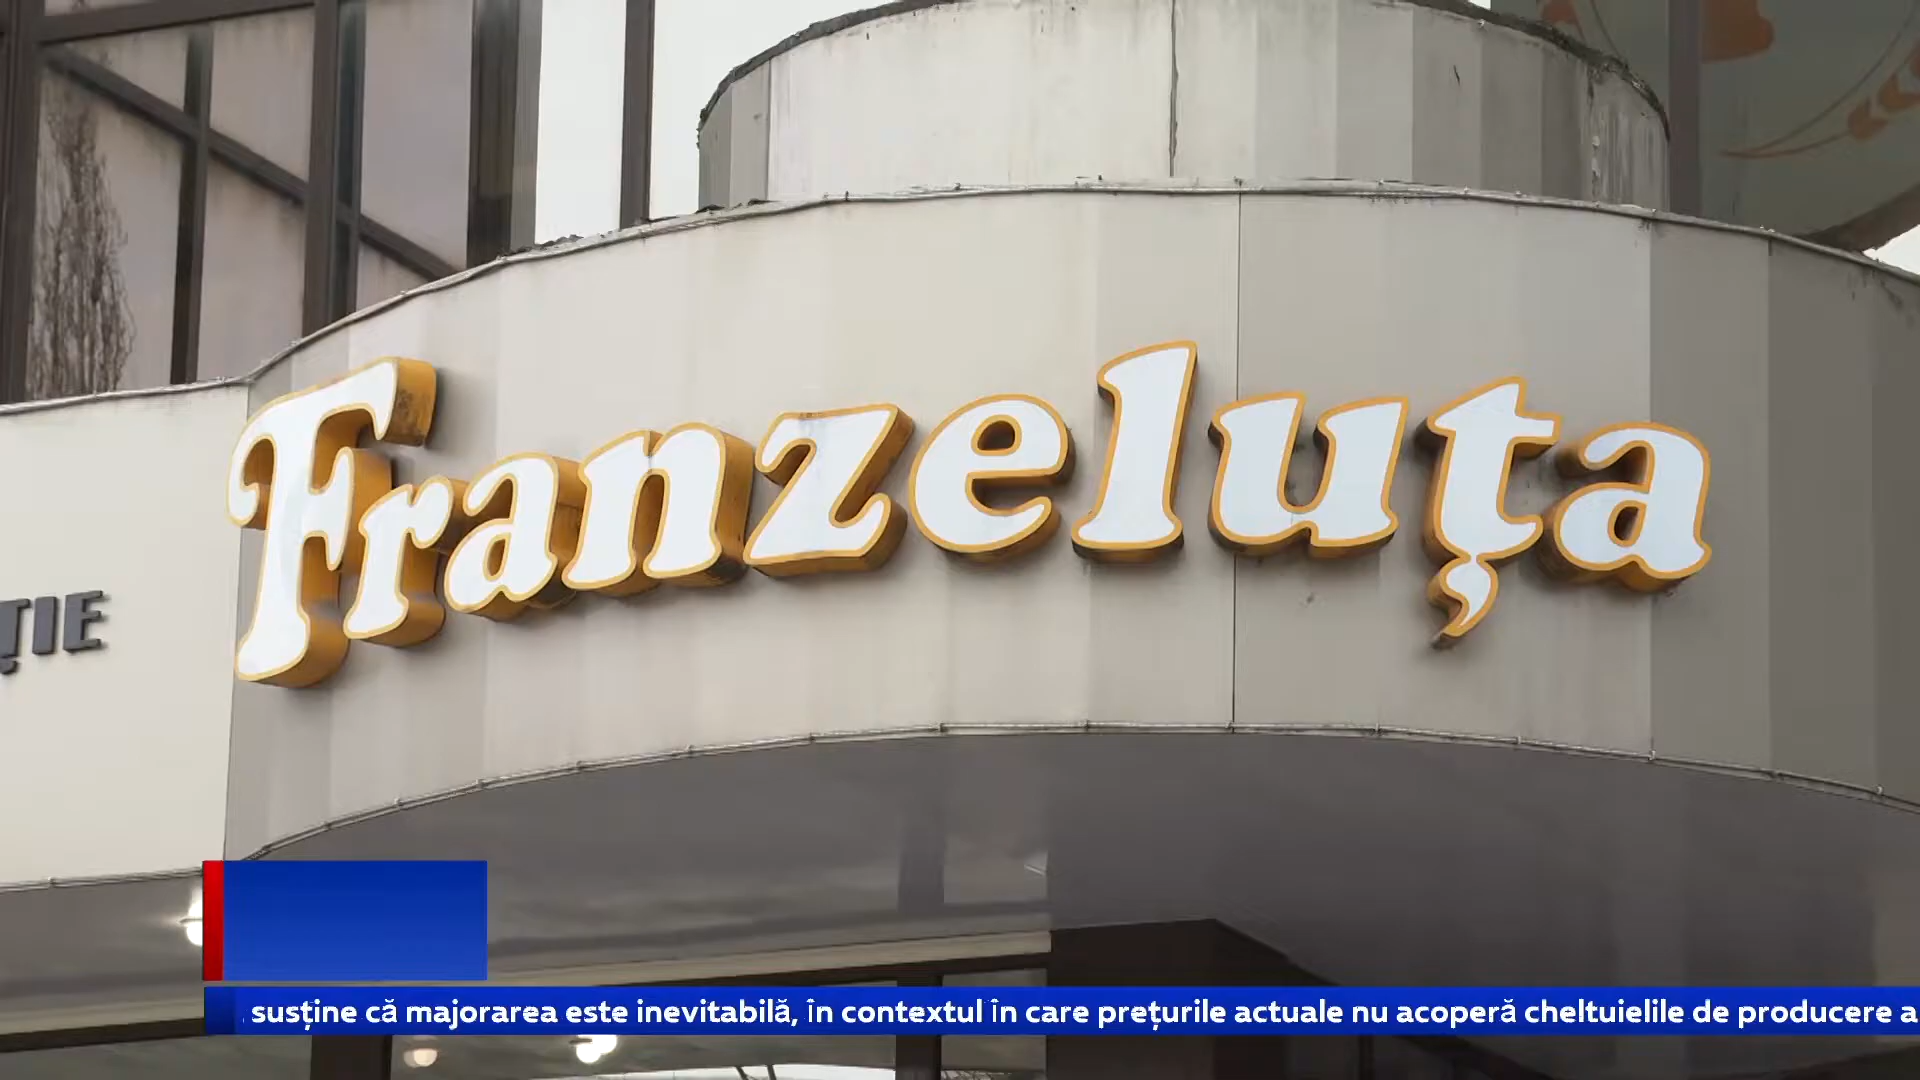 Franzeluța
ȚIE
susține că majorarea este inevitabilă, în contextul în care prețurile actuale nu acoperă cheltuielile de producere a